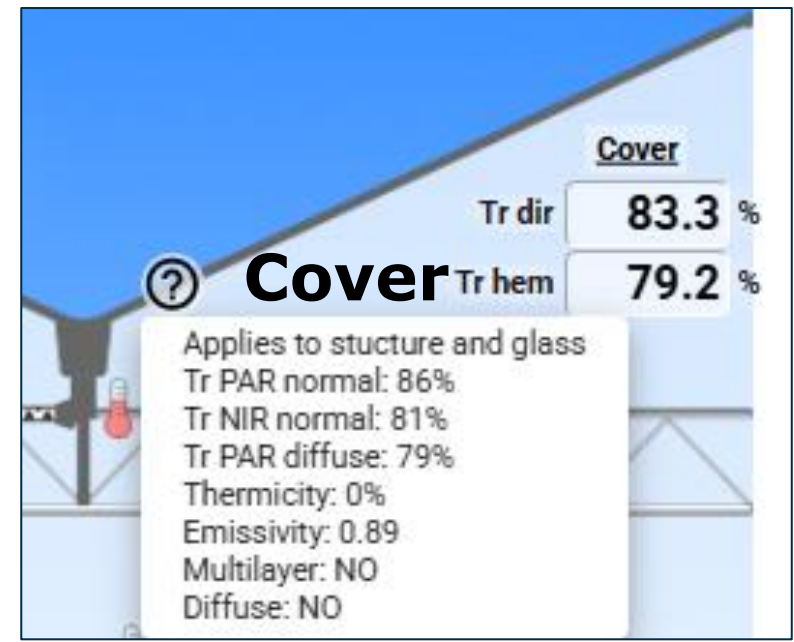 Cover
Tr dir 83.3 %
Cover Tr hem 79.2 %
?
Applies to stucture and glass
Tr PAR normal: 86%
Tr NIR normal: 81%
Tr PAR diffuse: 79%
Thermicity: 0%
Emissivity: 0.89
Multilayer: NO
Diffuse: NO